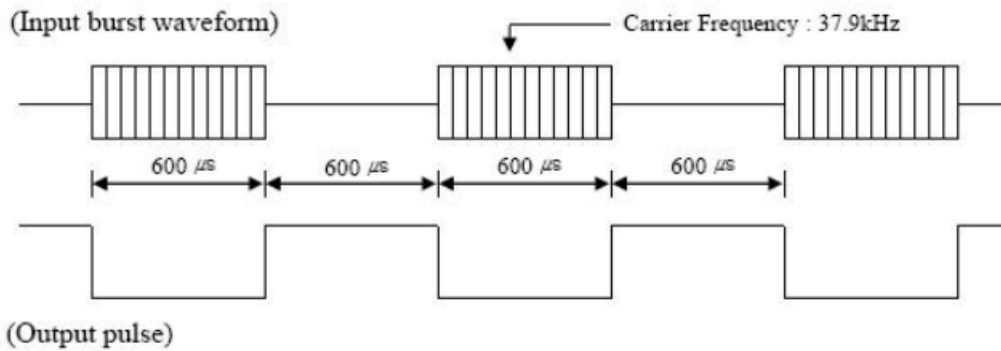 (Input burst waveform)
Carrier Frequency : 37.9kHz
600 ㎲
600 ㎲
600 ㎲
600 ㎲
(Output pulse)